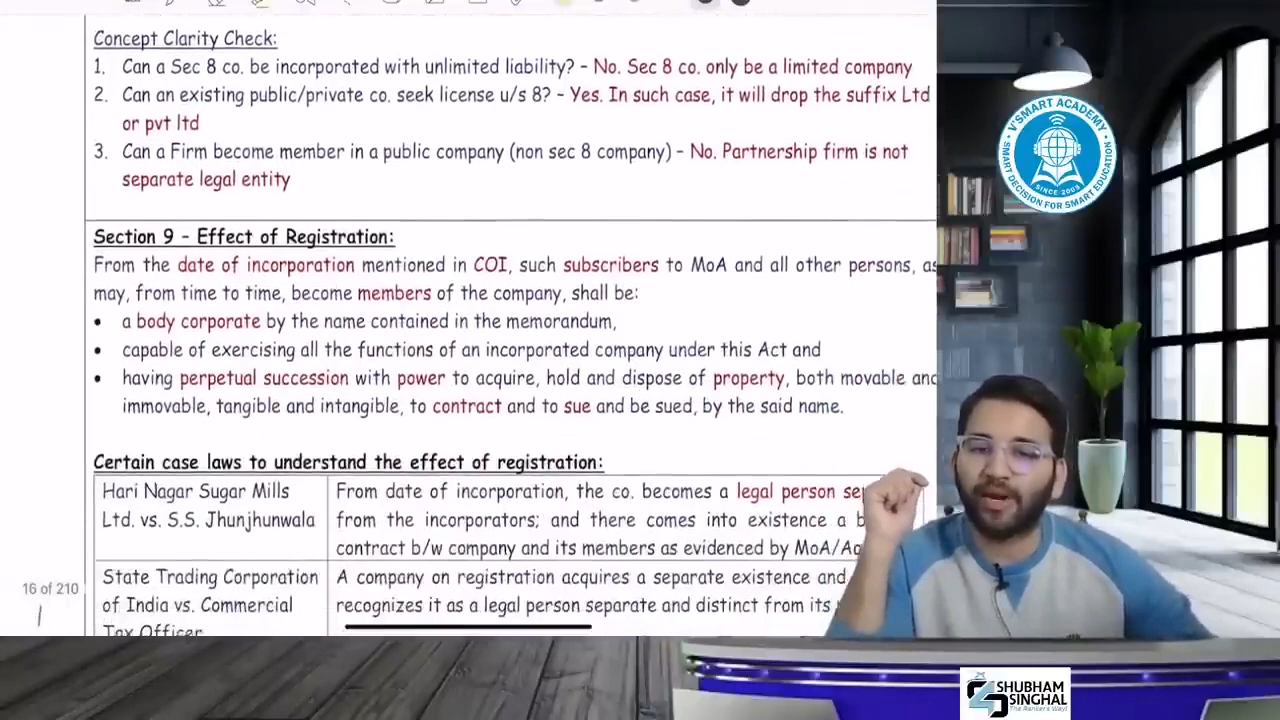 Concept Clarity Check:
1. Can a Sec 8 co. be incorporated with unlimited liability? – No. Sec 8 co. only be a limited company
2. Can an existing public/private co. seek license u/s 8? – Yes. In such case, it will drop the suffix Ltd
or pvt ltd
3. Can a Firm become member in a public company (non sec 8 company) – No. Partnership firm is not
separate legal entity
Section 9 – Effect of Registration:
From the date of incorporation mentioned in COI, such subscribers to MoA and all other persons, as
may, from time to time, become members of the company, shall be:
• a body corporate by the name contained in the memorandum,
• capable of exercising all the functions of an incorporated company under this Act and
• having perpetual succession with power to acquire, hold and dispose of property, both movable and
immovable, tangible and intangible, to contract and to sue and be sued, by the said name.
Certain case laws to understand the effect of registration:
Hari Nagar Sugar Mills
Ltd. vs. S.S. Jhunjhunwala
From date of incorporation, the co. becomes a legal person
from the incorporators; and there comes into existence a
contract b/w company and its members as evidenced by
State Trading Corporation
of India vs. Commercial
Tax Officer
A company on registration acquires a separate existence and
recognizes it as a legal person separate and distinct from its
16 of 210
V'SMART ACADEMY
SINCE 2003
SMART DECISION FOR SMART EDUCATION
SHUBHAM
SINGHAL